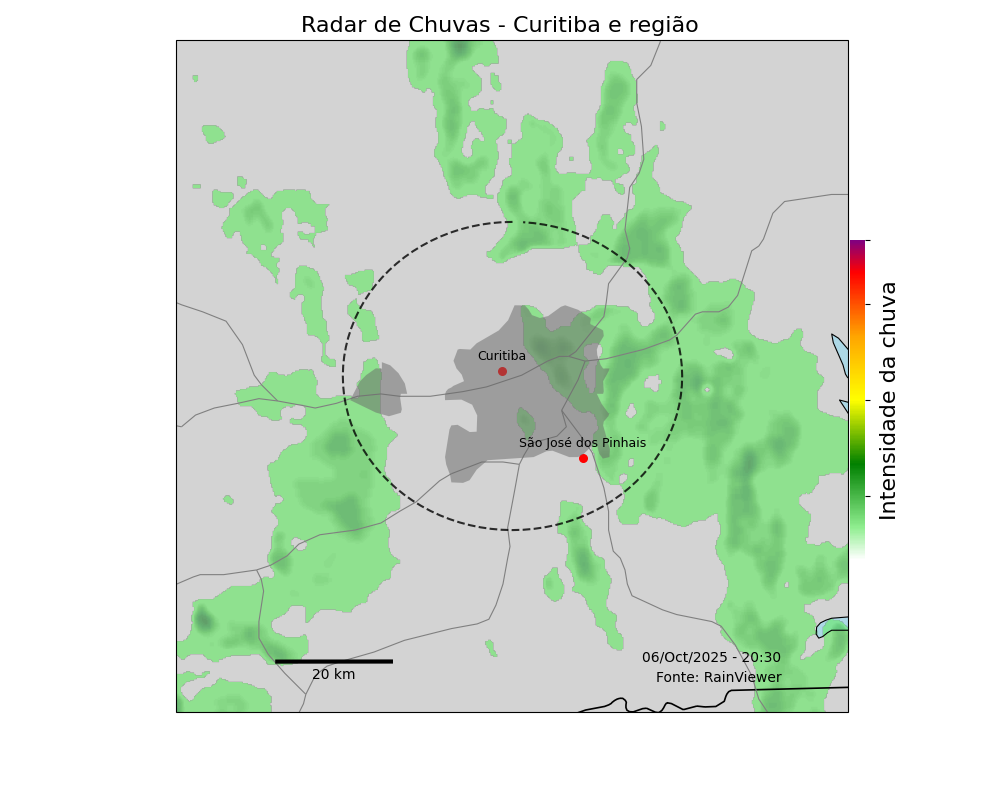 Radar de Chuvas - Curitiba e região
Curitiba
São José dos Pinhais
Intensidade da chuva
20 km
06/Oct/2025 - 20:30
Fonte: RainViewer